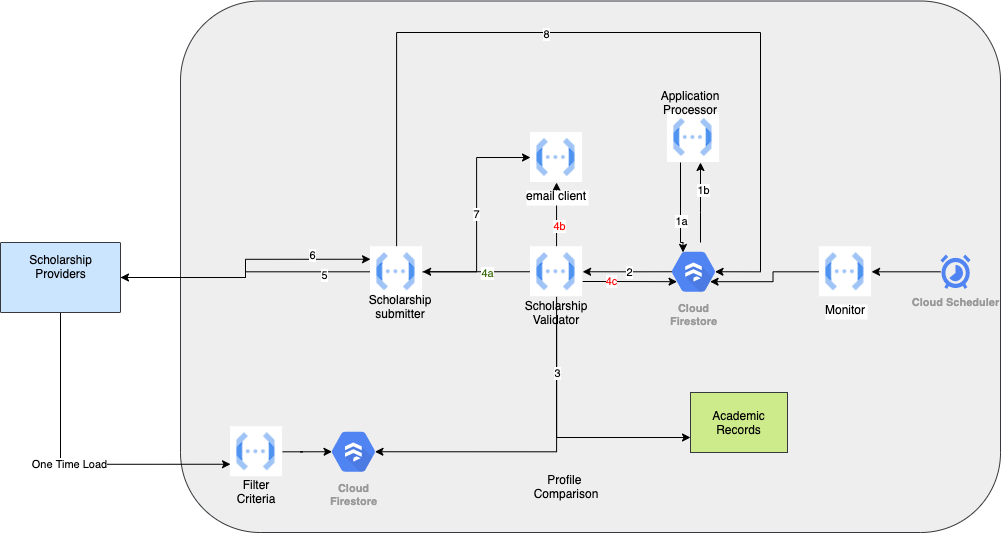 8
Application
Processor
1b
email client
7
1a
4b
Scholarship
Providers
6
5
4a
2
4c
Scholarship
submitter
Scholarship
Validator
Cloud
Firestore
Monitor
Cloud Scheduler
3
Academic
Records
One Time Load
Filter
Criteria
Cloud
Firestore
Profile
Comparison